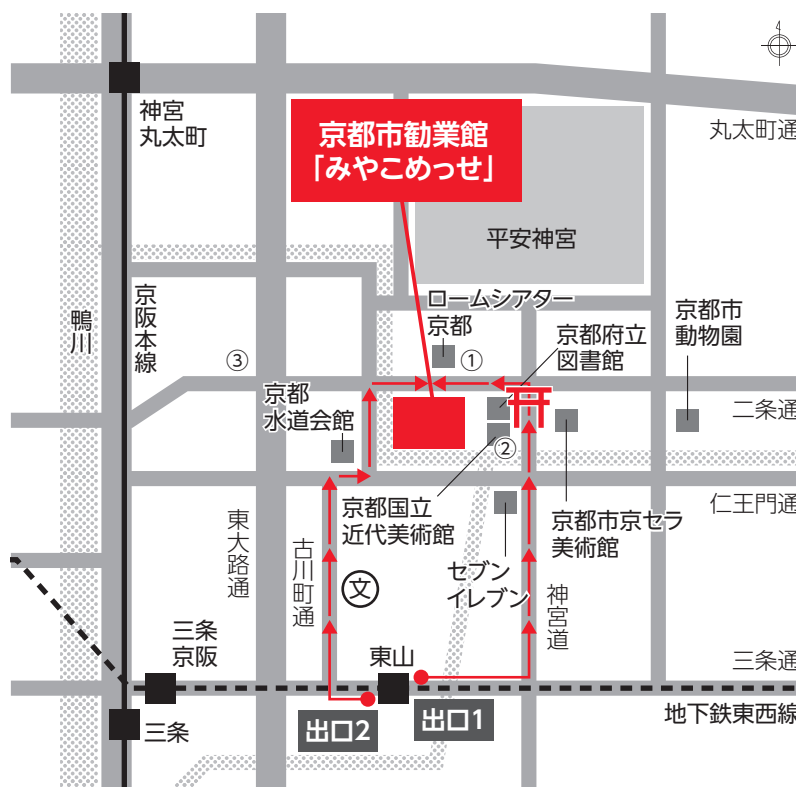 神宮
丸太町
丸太町通
京都市勧業館
「みやこめっせ」
平安神宮
鴨川
京阪本線
ロームシアター
京都
京都府立
図書館
京都市
動物園
③
①
二条通
京都
水道会館
②
京都国立
近代美術館
京都市京セラ
美術館
仁王門通
東大路通
古川町通
文
セブン
イレブン
神宮道
三条
京阪
東山
三条通
出口2
出口1
地下鉄東西線
三条